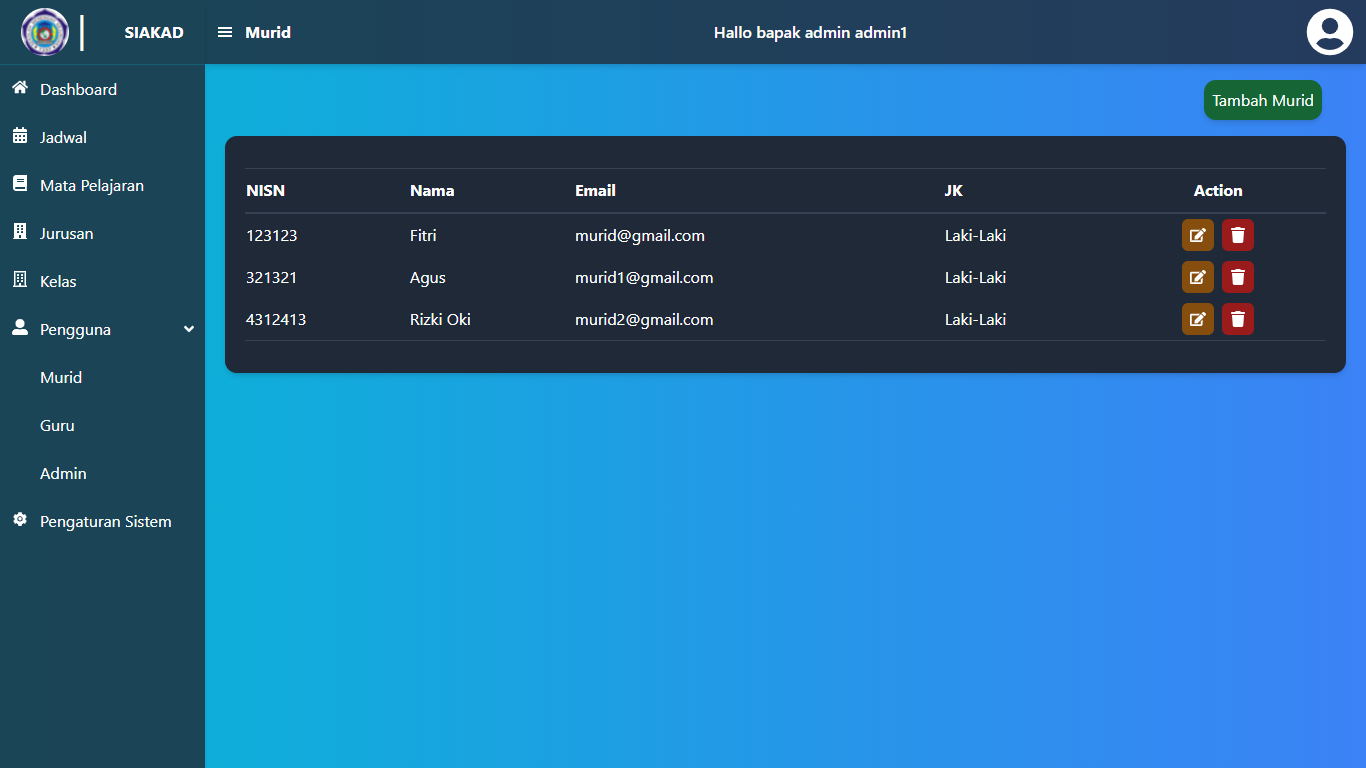 SIAKAD
Murid
Hallo bapak admin admin1
Dashboard
Jadwal
Mata Pelajaran
Jurusan
Kelas
Pengguna
Murid
Guru
Admin
Pengaturan Sistem
Tambah Murid
NISN Nama Email JK Action
123123 Fitri murid@gmail.com Laki-Laki
321321 Agus murid1@gmail.com Laki-Laki
4312413 Rizki Oki murid2@gmail.com Laki-Laki